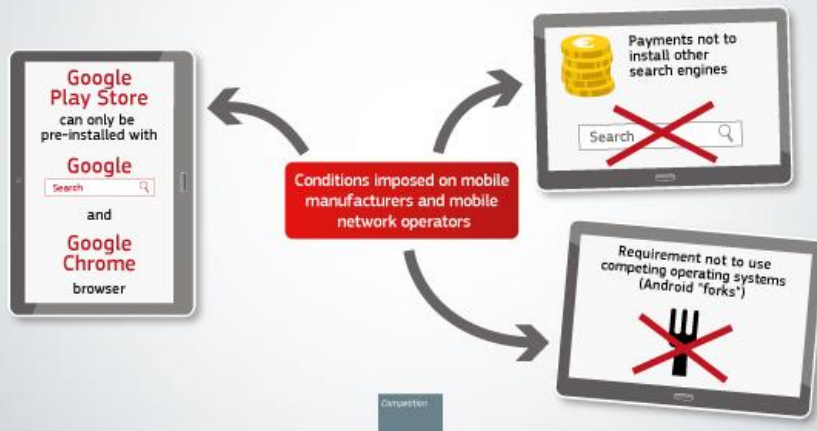 Google
Play Store
can only be
pre-installed with
Google
Search
and
Google
Chrome
browser
Conditions imposed on mobile
manufacturers and mobile
network operators
€
Payments not to
install other
search engines
Search
Requirement not to use
competing operating systems
(Android "forks")
Competition